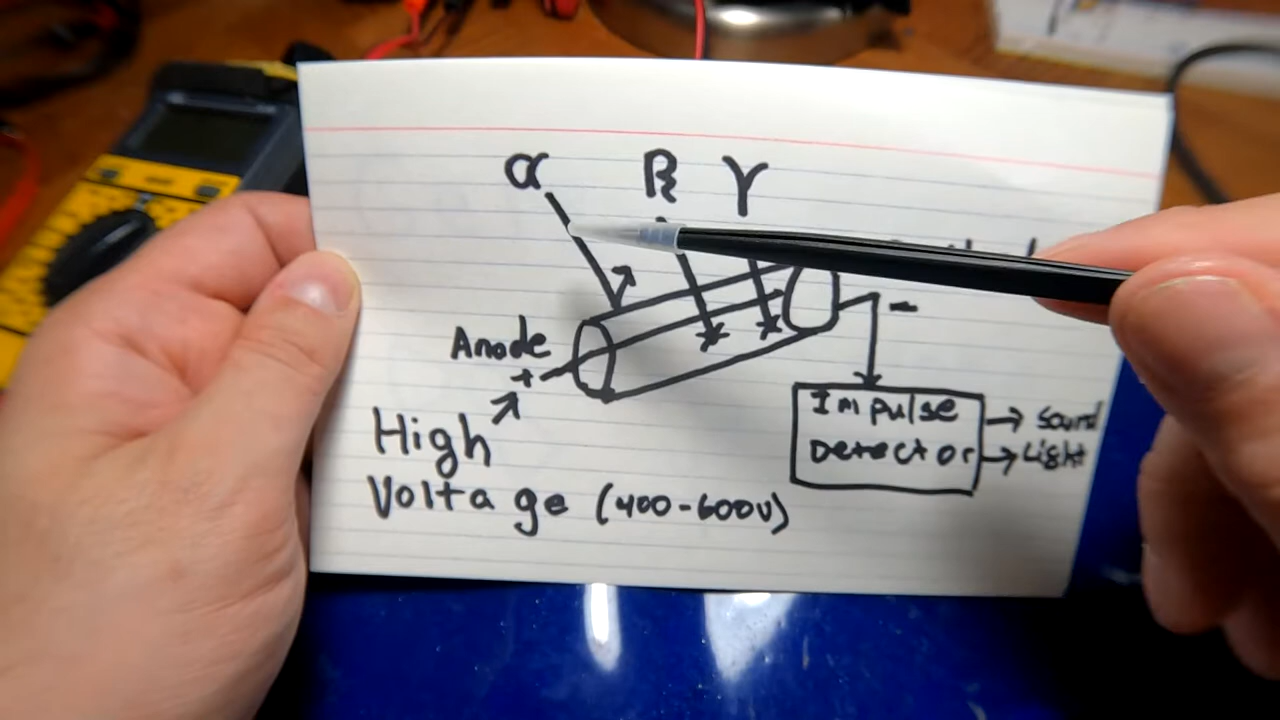 α β γ
Anode
+
-
High
Voltage (400-600V)
Impulse
Detector
→ Sound
→ Light